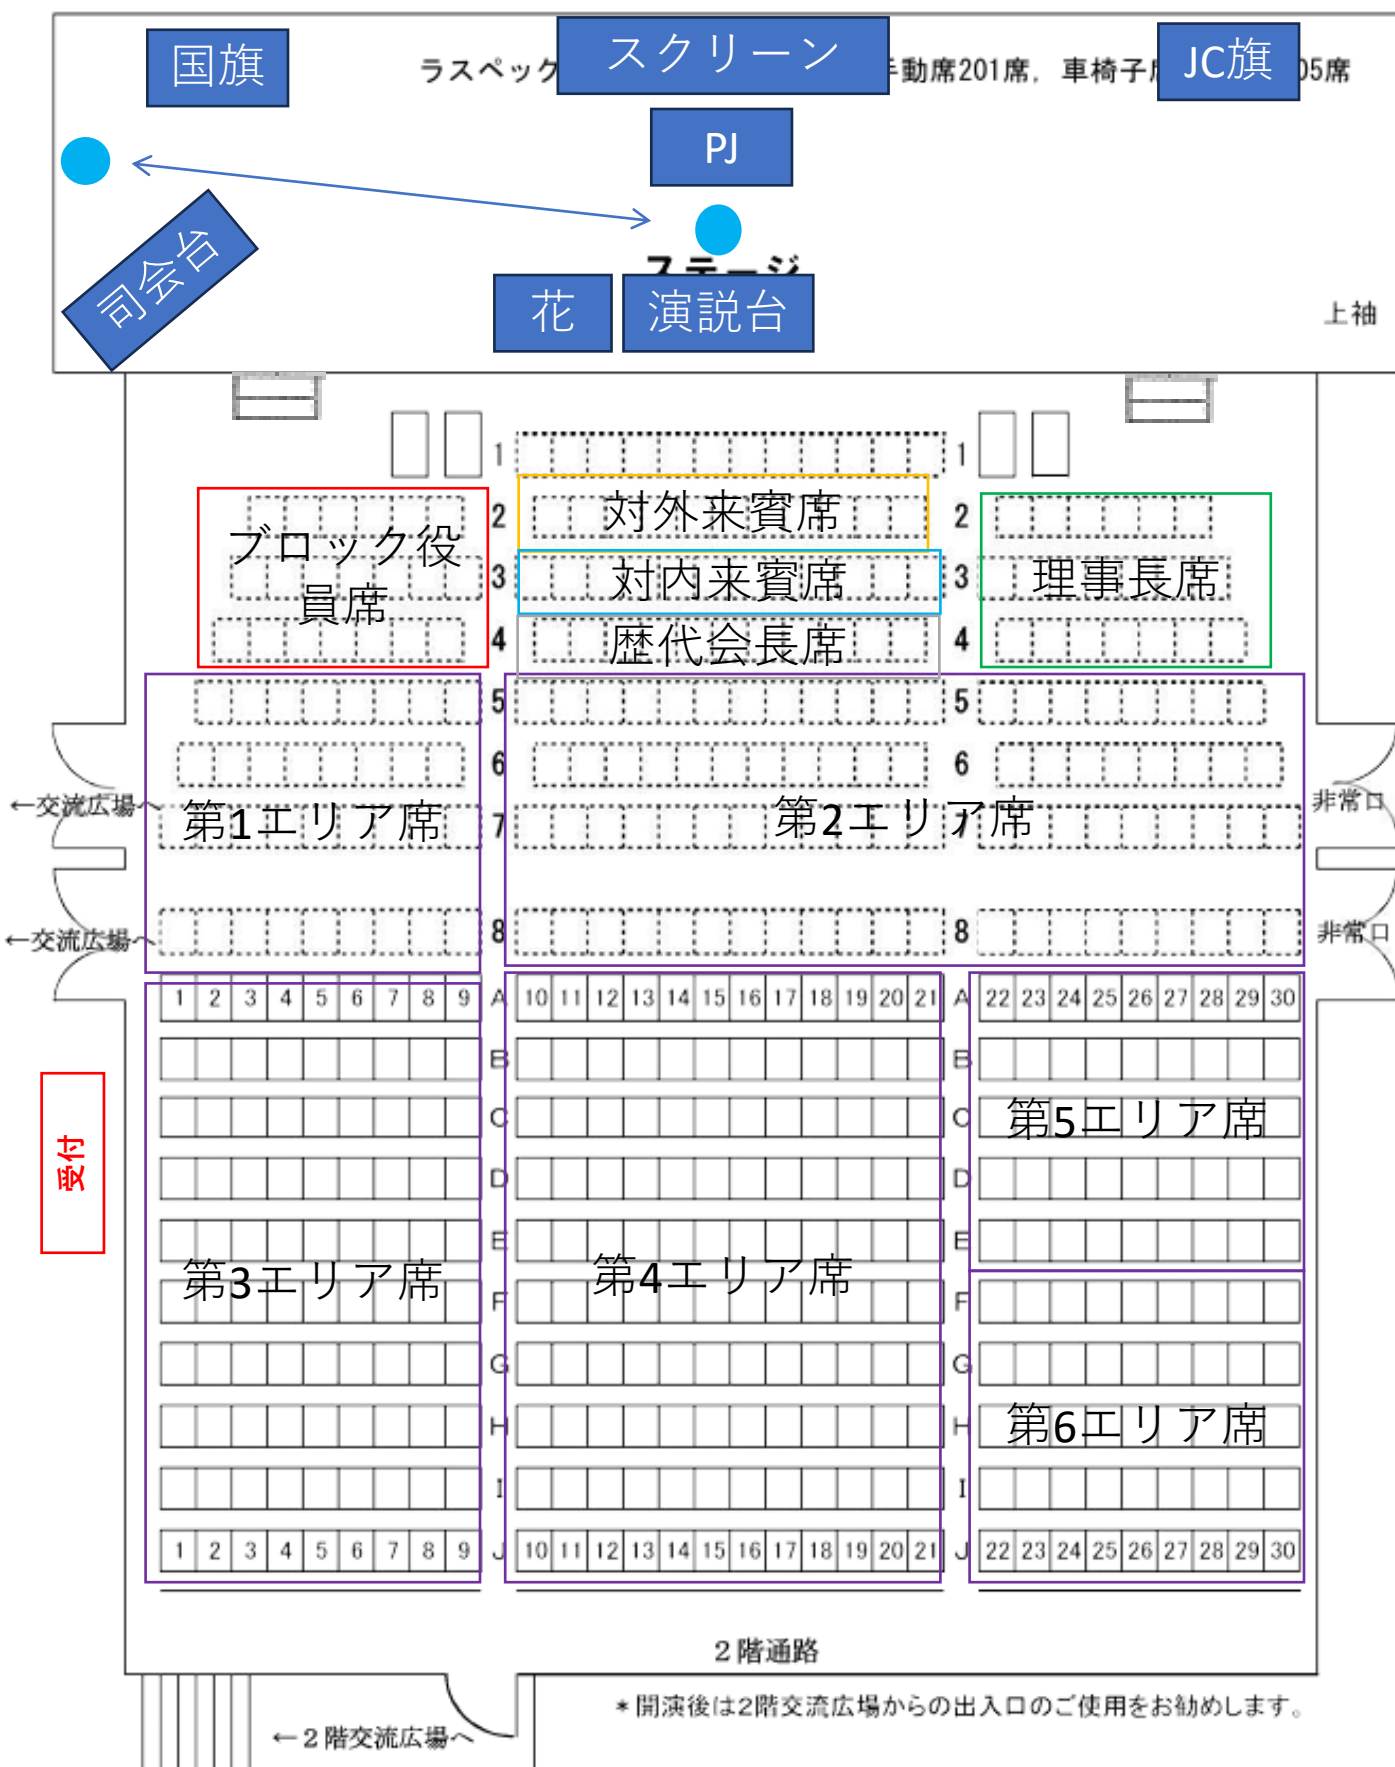 国旗
スクリーン
JC旗
ラスペック
手動席201席，車椅子
05席
PJ
司会台
ステージ
花
演説台
上袖
1 1
2 対外来賓席 2
ブロック役
員席
3 対内来賓席 3 理事長席
4 歴代会長席 4
5 5
6 6
←交流広場へ
第1エリア席 7
第2エリア席 7
非常口
←交流広場へ
8 8
非常口
1 2 3 4 5 6 7 8 9 A 10 11 12 13 14 15 16 17 18 19 20 21 A 22 23 24 25 26 27 28 29 30
B B
C C 第5エリア席
受付
D D
E E
第3エリア席
第4エリア席
F F
G G
H H 第6エリア席
I I
1 2 3 4 5 6 7 8 9 J 10 11 12 13 14 15 16 17 18 19 20 21 J 22 23 24 25 26 27 28 29 30
2階通路
＊開演後は2階交流広場からの出入口のご使用をお勧めします。
←2階交流広場へ